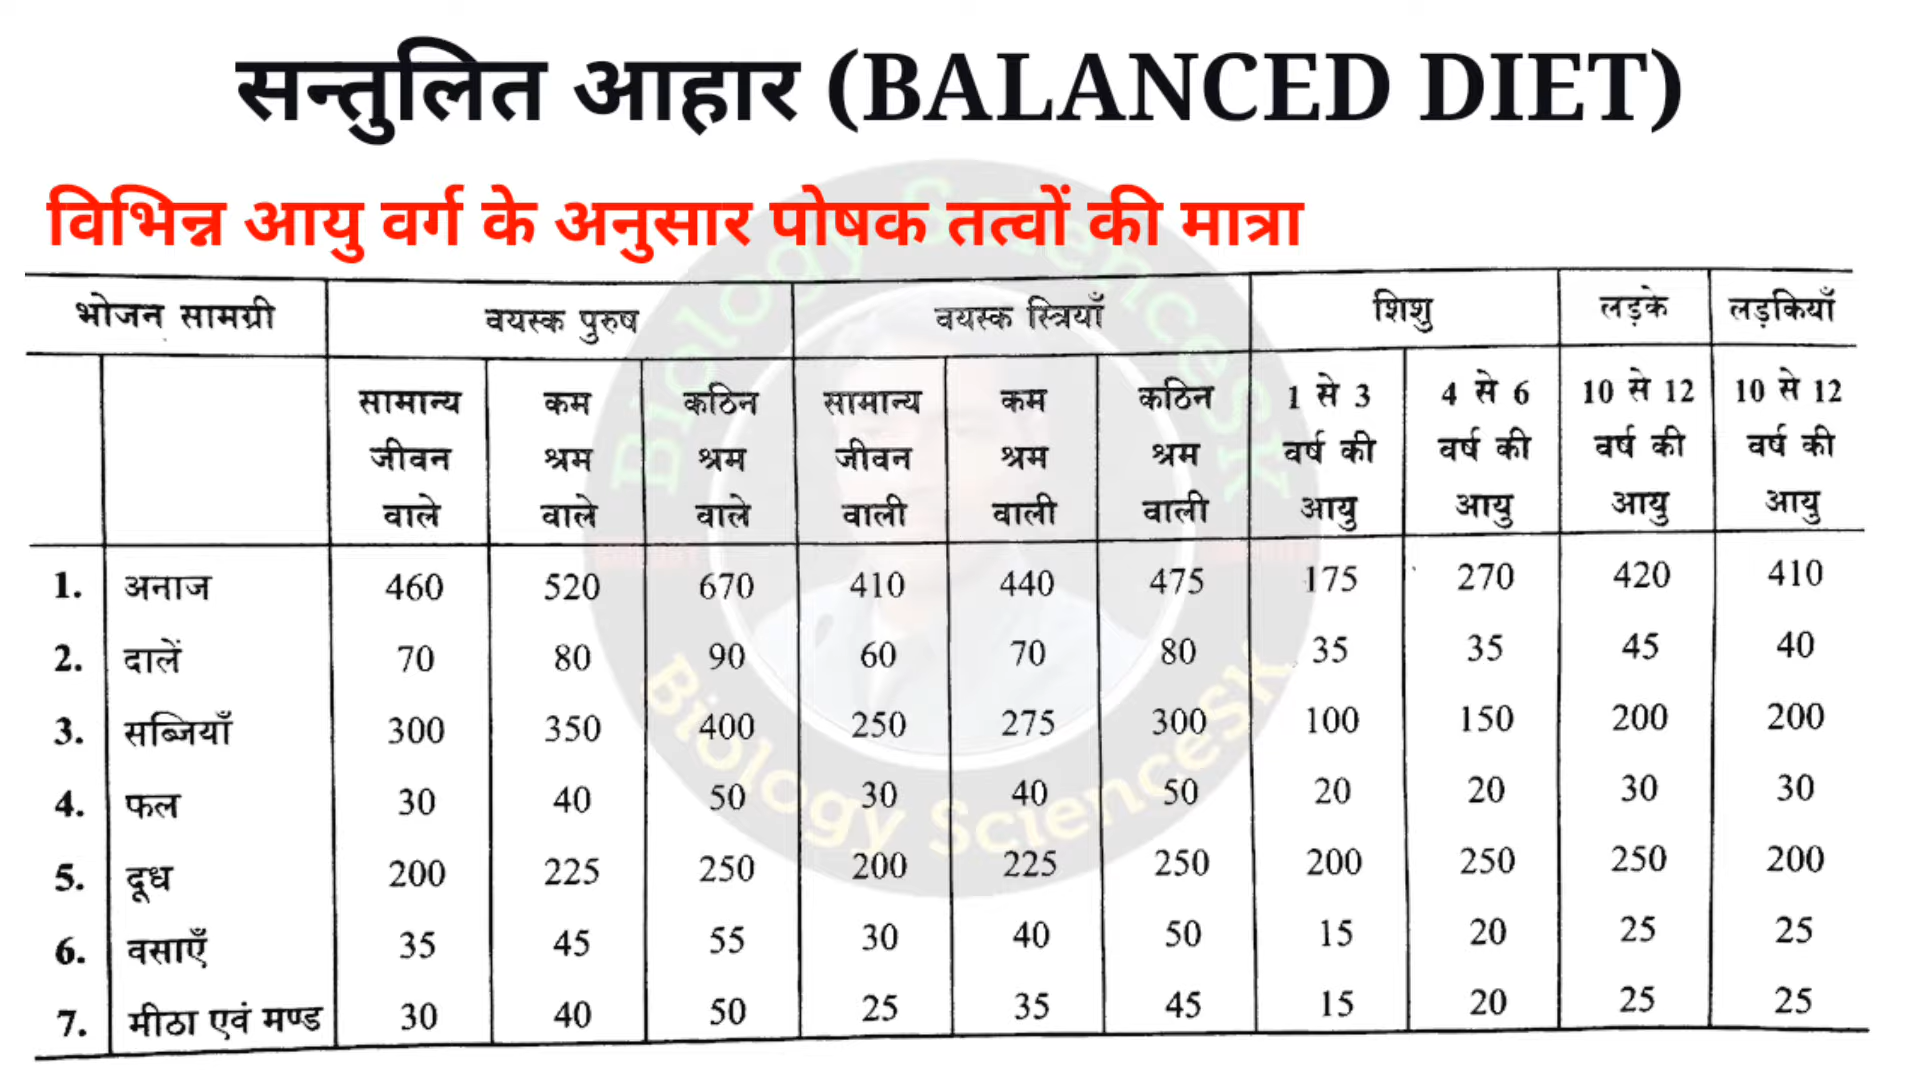 सन्तुलित आहार (BALANCED DIET)
विभिन्न आयु वर्ग के अनुसार पोषक तत्वों की मात्रा
भोजन सामग्री वयस्क पुरुष वयस्क स्त्रियाँ शिशु लड़के लड़कियाँ
सामान्य कम कठिन सामान्य कम कठिन 1 से 3 4 से 6 10 से 12 10 से 12
जीवन श्रम श्रम जीवन श्रम श्रम वर्ष की वर्ष की वर्ष की वर्ष की
वाले वाले वाले वाली वाली वाली आयु आयु आयु आयु
1. अनाज 460 520 670 410 440 475 175 270 420 410
2. दालें 70 80 90 60 70 80 35 35 45 40
3. सब्जियाँ 300 350 400 250 275 300 100 150 200 200
4. फल 30 40 50 30 40 50 20 20 30 30
5. दूध 200 225 250 200 225 250 200 250 250 200
6. वसाएँ 35 45 55 30 40 50 15 20 25 25
7. मीठा एवं मण्ड 30 40 50 25 35 45 15 20 25 25
Biology ScienceSK
Biology ScienceSK